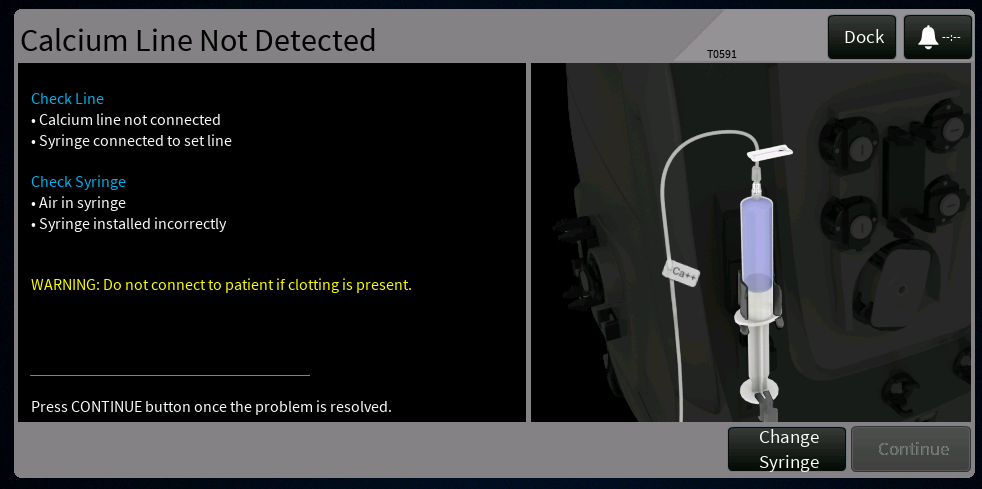 Calcium Line Not Detected
T0591
Dock
--:--
Check Line
• Calcium line not connected
• Syringe connected to set line
Check Syringe
• Air in syringe
• Syringe installed incorrectly
WARNING: Do not connect to patient if clotting is present.
Press CONTINUE button once the problem is resolved.
Ca++
Change
Syringe
Continue